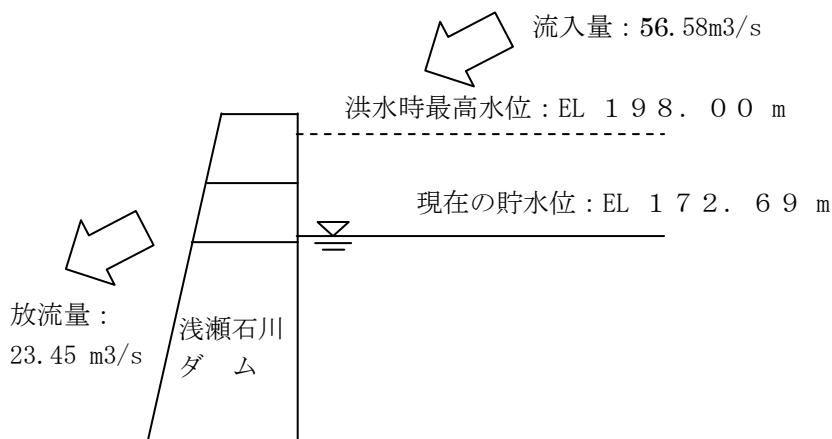 流入量：56.58m3/s
洪水時最高水位：EL １９８．００ m
現在の貯水位：EL １７２．６９ m
放流量：
23.45 m3/s
浅瀬石川
ダ　ム